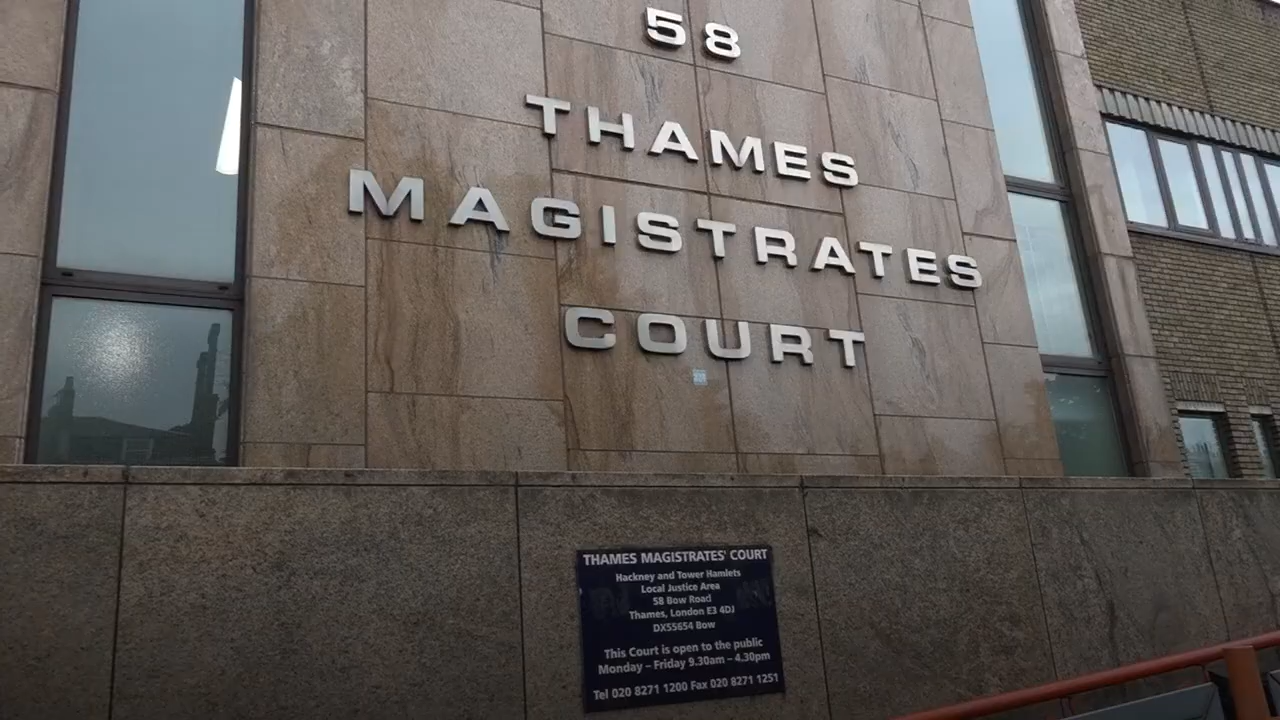 58
THAMES
MAGISTRATES
COURT
THAMES MAGISTRATES' COURT
Hackney and Tower Hamlets
Local Justice Area
58 Bow Road
Thames, London E3 4DJ
DX55654 Bow
This Court is open to the public
Monday – Friday 9.30am – 4.30pm
Tel 020 8271 1200 Fax 020 8271 1251